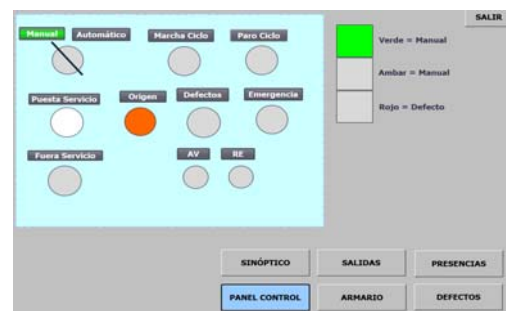 SALIR
Manual Automático Marcha Ciclo Paro Ciclo
Verde = Manual
Ambar = Manual
Puesta Servicio Origen Defectos Emergencia
Rojo = Defecto
Fuera Servicio AV RE
SINÓPTICO SALIDAS PRESENCIAS
PANEL CONTROL ARMARIO DEFECTOS